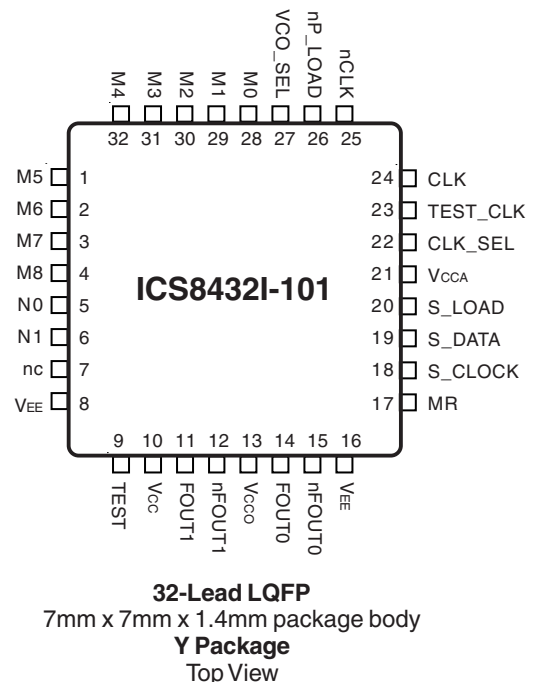 M4 M3 M2 M1 M0 VCO_SEL nP_LOAD nCLK
32 31 30 29 28 27 26 25
M5 1
M6 2
M7 3
M8 4
N0 5
N1 6
nc 7
VEE 8
ICS8432I-101
24 CLK
23 TEST_CLK
22 CLK_SEL
21 VCCA
20 S_LOAD
19 S_DATA
18 S_CLOCK
17 MR
9 10 11 12 13 14 15 16
TEST VCC FOUT1 nFOUT1 VCCO FOUT0 nFOUT0 VEE
32-Lead LQFP
7mm x 7mm x 1.4mm package body
Y Package
Top View